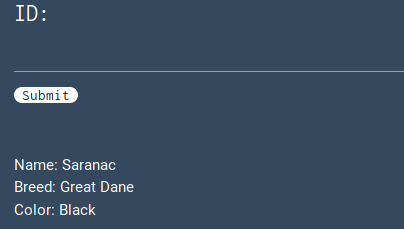 ID:
Submit
Name: Saranac
Breed: Great Dane
Color: Black